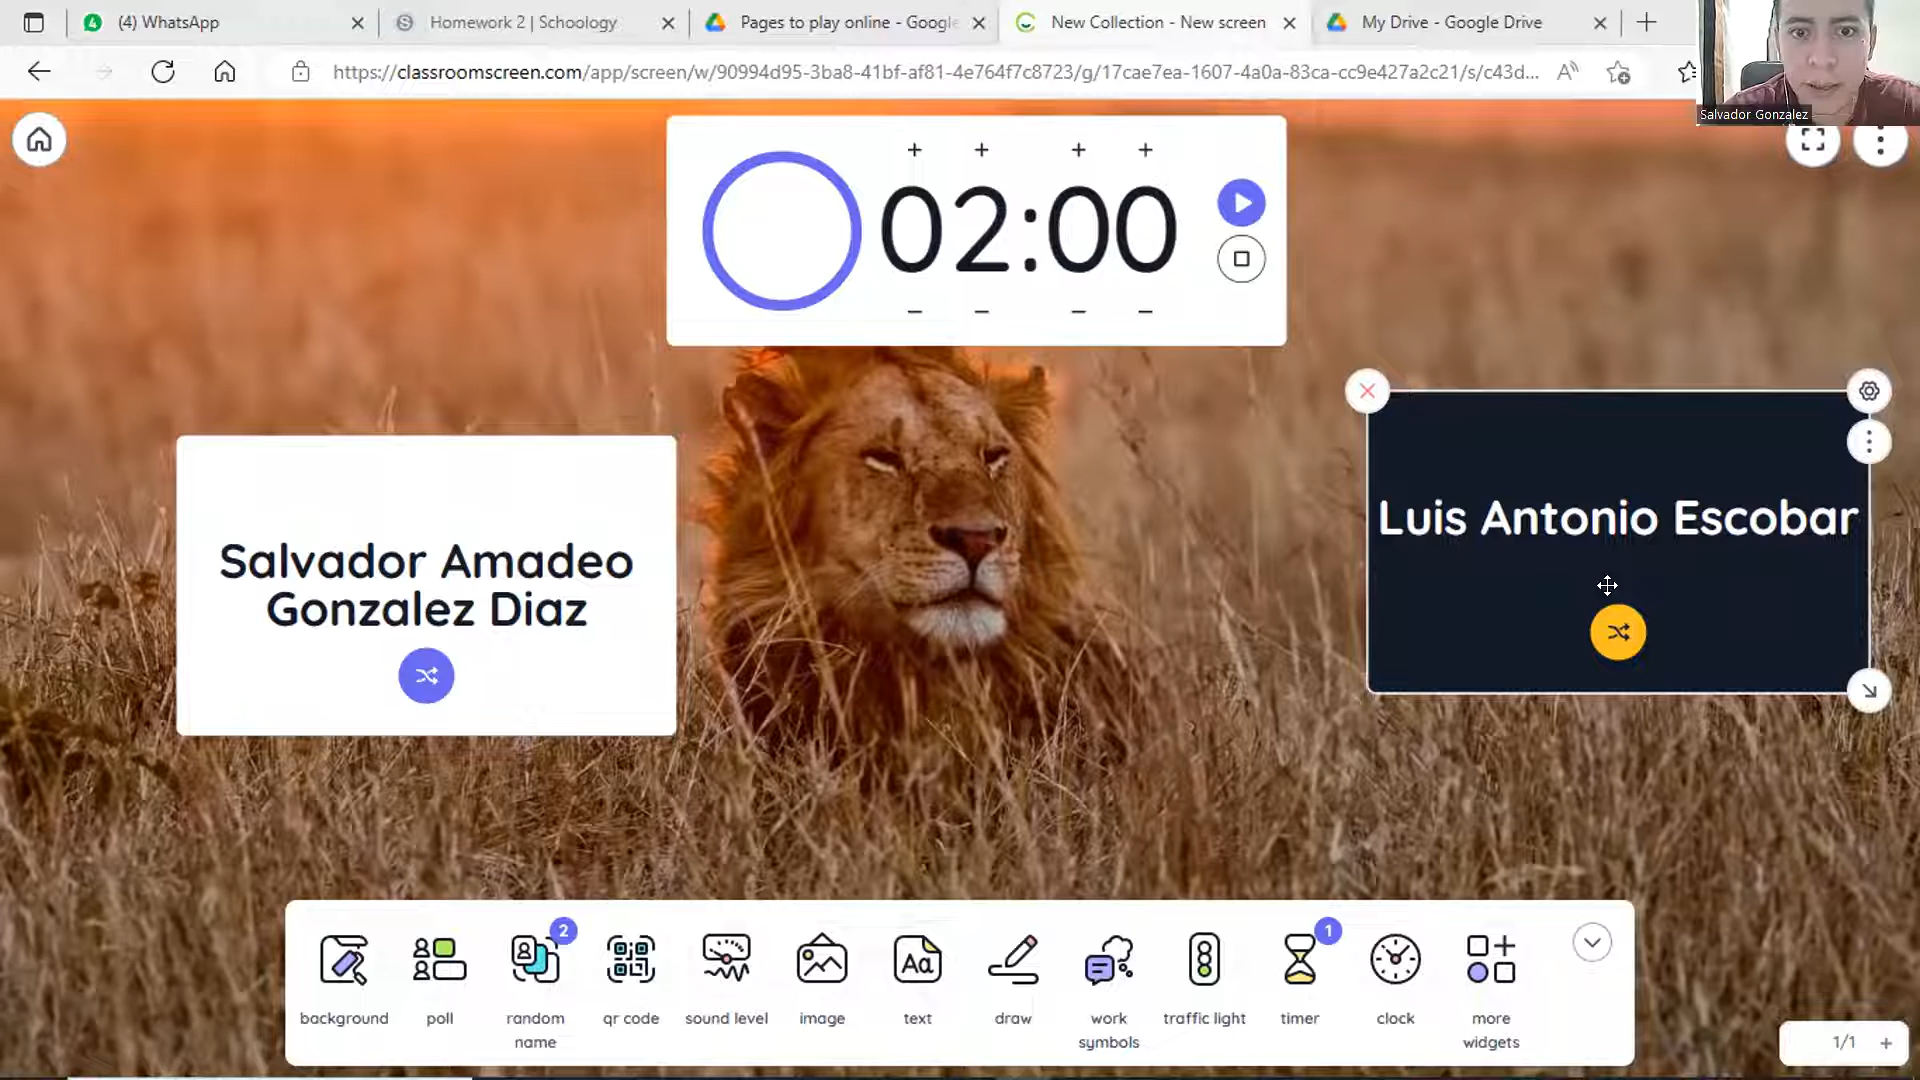 (4) WhatsApp
Homework 2 | Schoology
Pages to play online - Google
New Collection - New screen
My Drive - Google Drive
https://classroomscreen.com/app/screen/w/90994d95-3ba8-41bf-af81-4e764f7c8723/g/17cae7ea-1607-4a0a-83ca-cc9e427a2c21/s/c43d...
Salvador Gonzalez
+ + + +
02:00
− − − −
Luis Antonio Escobar
Salvador Amadeo
Gonzalez Diaz
2
1
Aa
background
poll
random
name
qr code
sound level
image
text
draw
work
symbols
traffic light
timer
clock
more
widgets
1/1 +